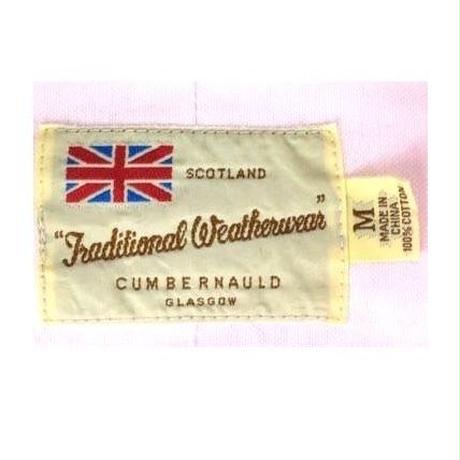 SCOTLAND
"Traditional Weatherwear"
CUMBERNAULD
GLASGOW
M
MADE IN
CHINA
100% COTTON